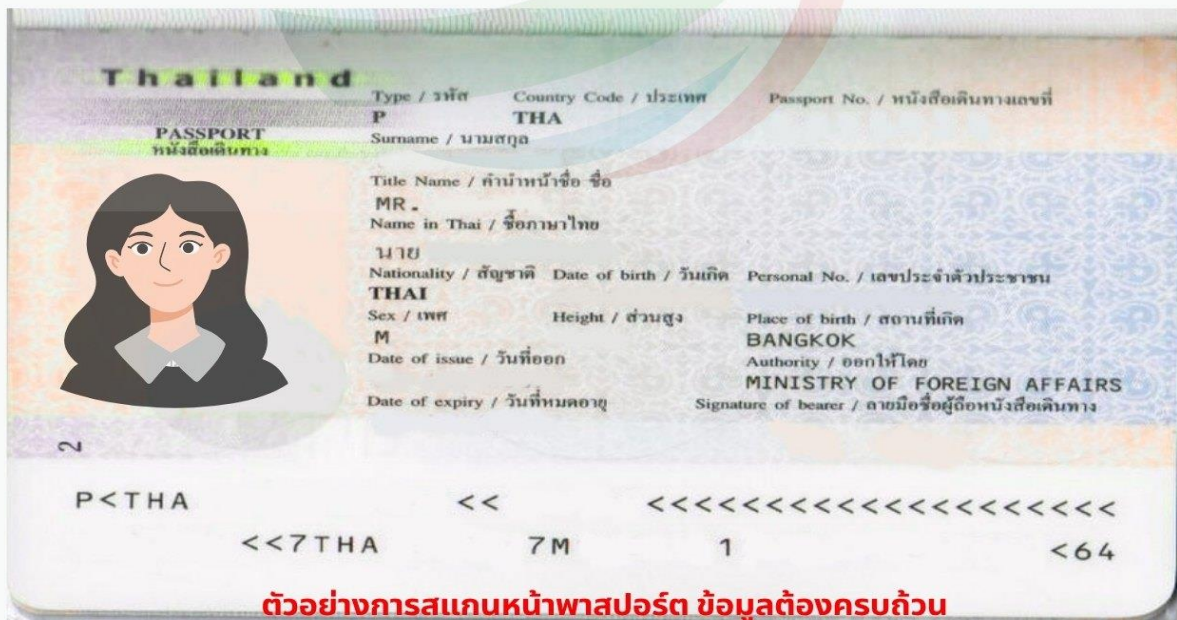 Thailand
PASSPORT
หนังสือเดินทาง
Type / รหัส Country Code / ประเทศ Passport No. / หนังสือเดินทางเลขที่
P THA
Surname / นามสกุล
Title Name / คำนำหน้าชื่อ ชื่อ
MR.
Name in Thai / ชื่อภาษาไทย
นาย
Nationality / สัญชาติ Date of birth / วันเกิด Personal No. / เลขประจำตัวประชาชน
THAI
Sex / เพศ Height / ส่วนสูง Place of birth / สถานที่เกิด
M BANGKOK
Date of issue / วันที่ออก Authority / ออกให้โดย
MINISTRY OF FOREIGN AFFAIRS
Date of expiry / วันที่หมดอายุ Signature of bearer / ลายมือชื่อผู้ถือหนังสือเดินทาง
2
P<THA << <<<<<<<<<<<<<<<<<<<<
<<7THA 7M 1 <64
ตัวอย่างการสแกนหน้าพาสปอร์ต ข้อมูลต้องครบถ้วน